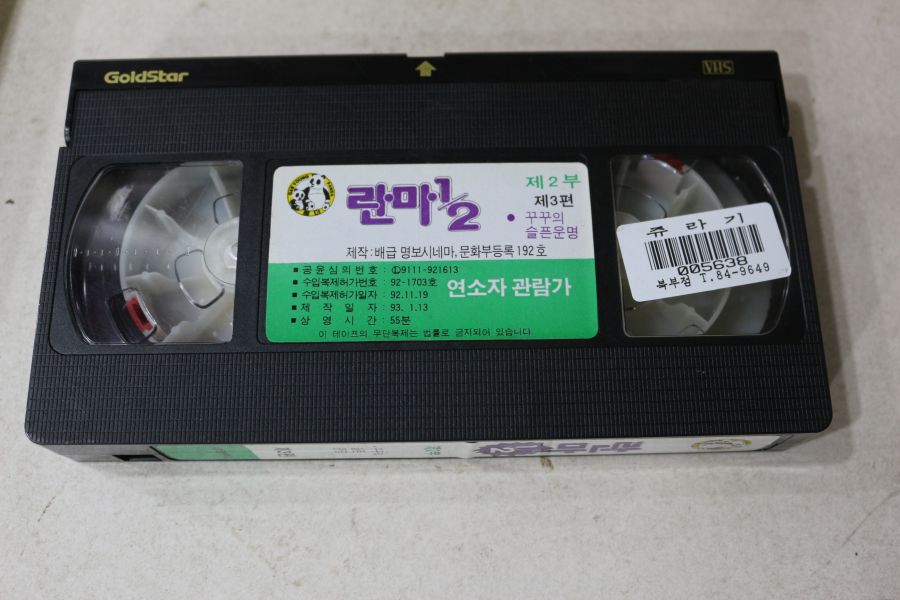 GoldStar
VHS
란마½
제2부
제3편
• 꾸꾸의
슬픈운명
제작 : 배급 명보시네마, 문화부등록 192호
■ 공윤심의번호 : ①9111-921613
■ 수입복제허가번호 : 92-1703호
■ 수입복제허가일자 : 92.11.19
■ 제작일자 : 93.1.13
■ 상영시간 : 55분
연소자 관람가
이 테이프의 무단복제는 법률로 금지되어 있습니다
쥬라기
005638
북부점 T.84-9649